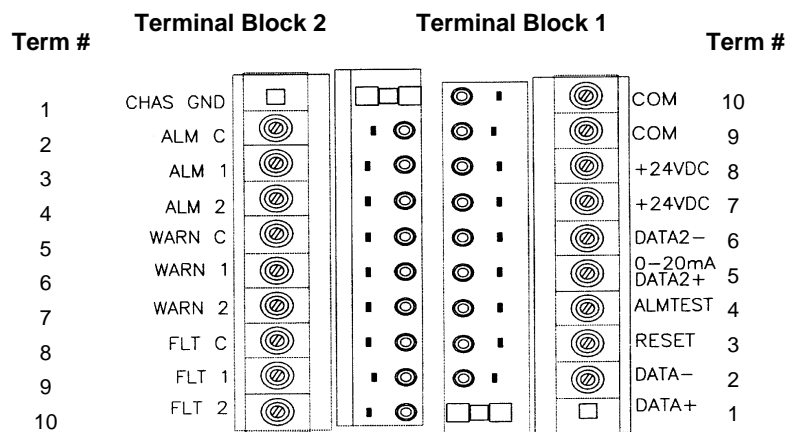 Terminal Block 2 Terminal Block 1
Term # Term #
1 CHAS GND COM 10
2 ALM C COM 9
3 ALM 1 +24VDC 8
4 ALM 2 +24VDC 7
5 WARN C DATA2- 6
6 WARN 1 0-20mA DATA2+ 5
7 WARN 2 ALMTEST 4
8 FLT C RESET 3
9 FLT 1 DATA- 2
10 FLT 2 DATA+ 1